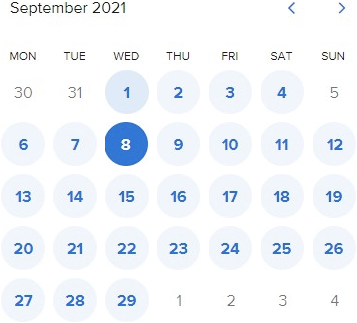 September 2021
MON TUE WED THU FRI SAT SUN
30 31 1 2 3 4 5
6 7 8 9 10 11 12
13 14 15 16 17 18 19
20 21 22 23 24 25 26
27 28 29 1 2 3 4